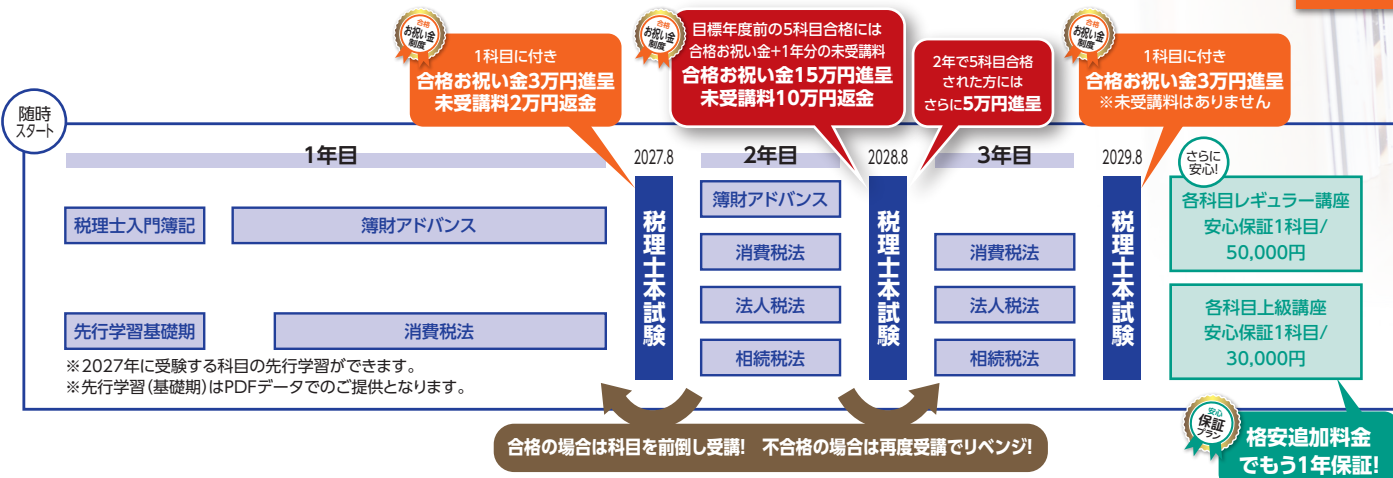 合格
お祝い金
制度
1科目に付き
合格お祝い金3万円進呈
未受講料2万円返金
合格
お祝い金
制度
目標年度前の5科目合格には
合格お祝い金+1年分の未受講料
合格お祝い金15万円進呈
未受講料10万円返金
2年で5科目合格
された方には
さらに5万円進呈
合格
お祝い金
制度
1科目に付き
合格お祝い金3万円進呈
※未受講料はありません
随時
スタート
1年目
2027.8
2年目
2028.8
3年目
2029.8
税理士入門簿記
簿財アドバンス
先行学習基礎期
消費税法
※2027年に受験する科目の先行学習ができます。
※先行学習(基礎期)はPDFデータでのご提供となります。
税理士本試験
簿財アドバンス
消費税法
法人税法
相続税法
税理士本試験
消費税法
法人税法
相続税法
税理士本試験
さらに
安心!
各科目レギュラー講座
安心保証1科目/
50,000円
各科目上級講座
安心保証1科目/
30,000円
合格の場合は科目を前倒し受講! 不合格の場合は再度受講でリベンジ!
安心
保証
プラン
格安追加料金
でもう1年保証!